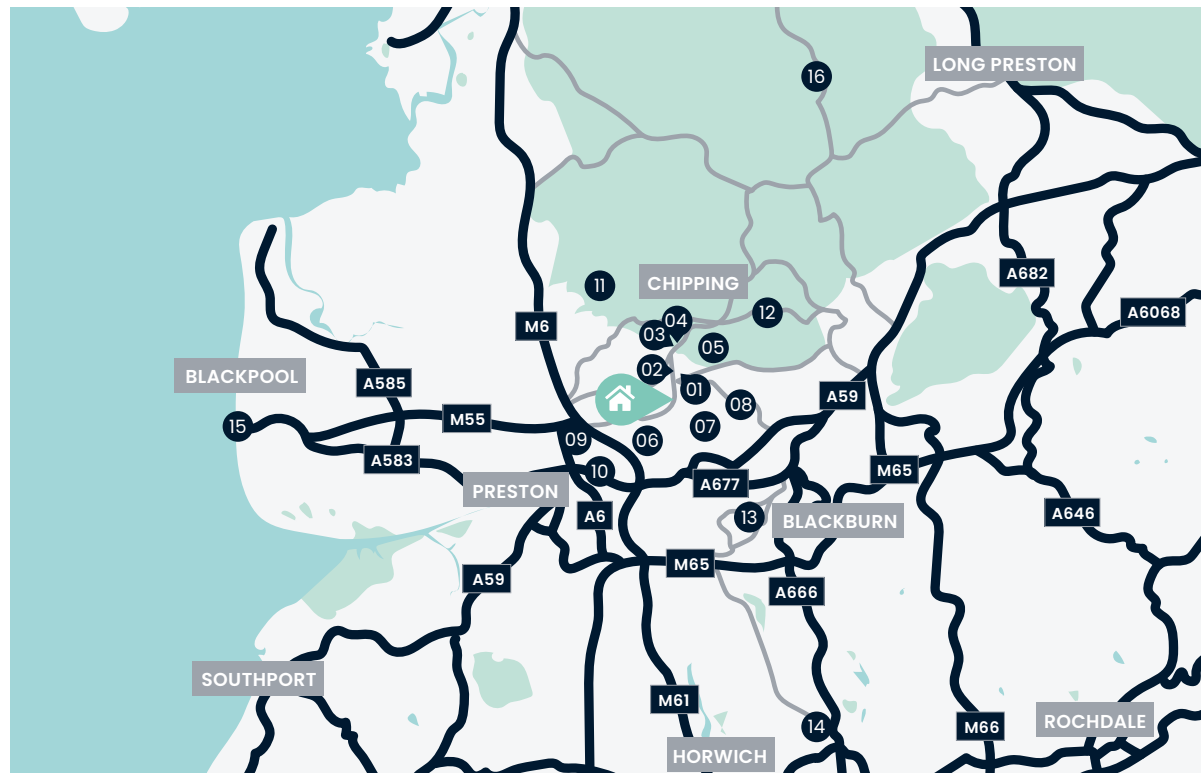 LONG PRESTON
16
A682
CHIPPING
11
A6068
12
04
M6
03
05
02
BLACKPOOL
A585
01
A59
08
M55
15
07
09
06
A583
M65
10
A677
PRESTON
A646
A6
13
BLACKBURN
M65
A59
A666
SOUTHPORT
M61
ROCHDALE
14
M66
HORWICH